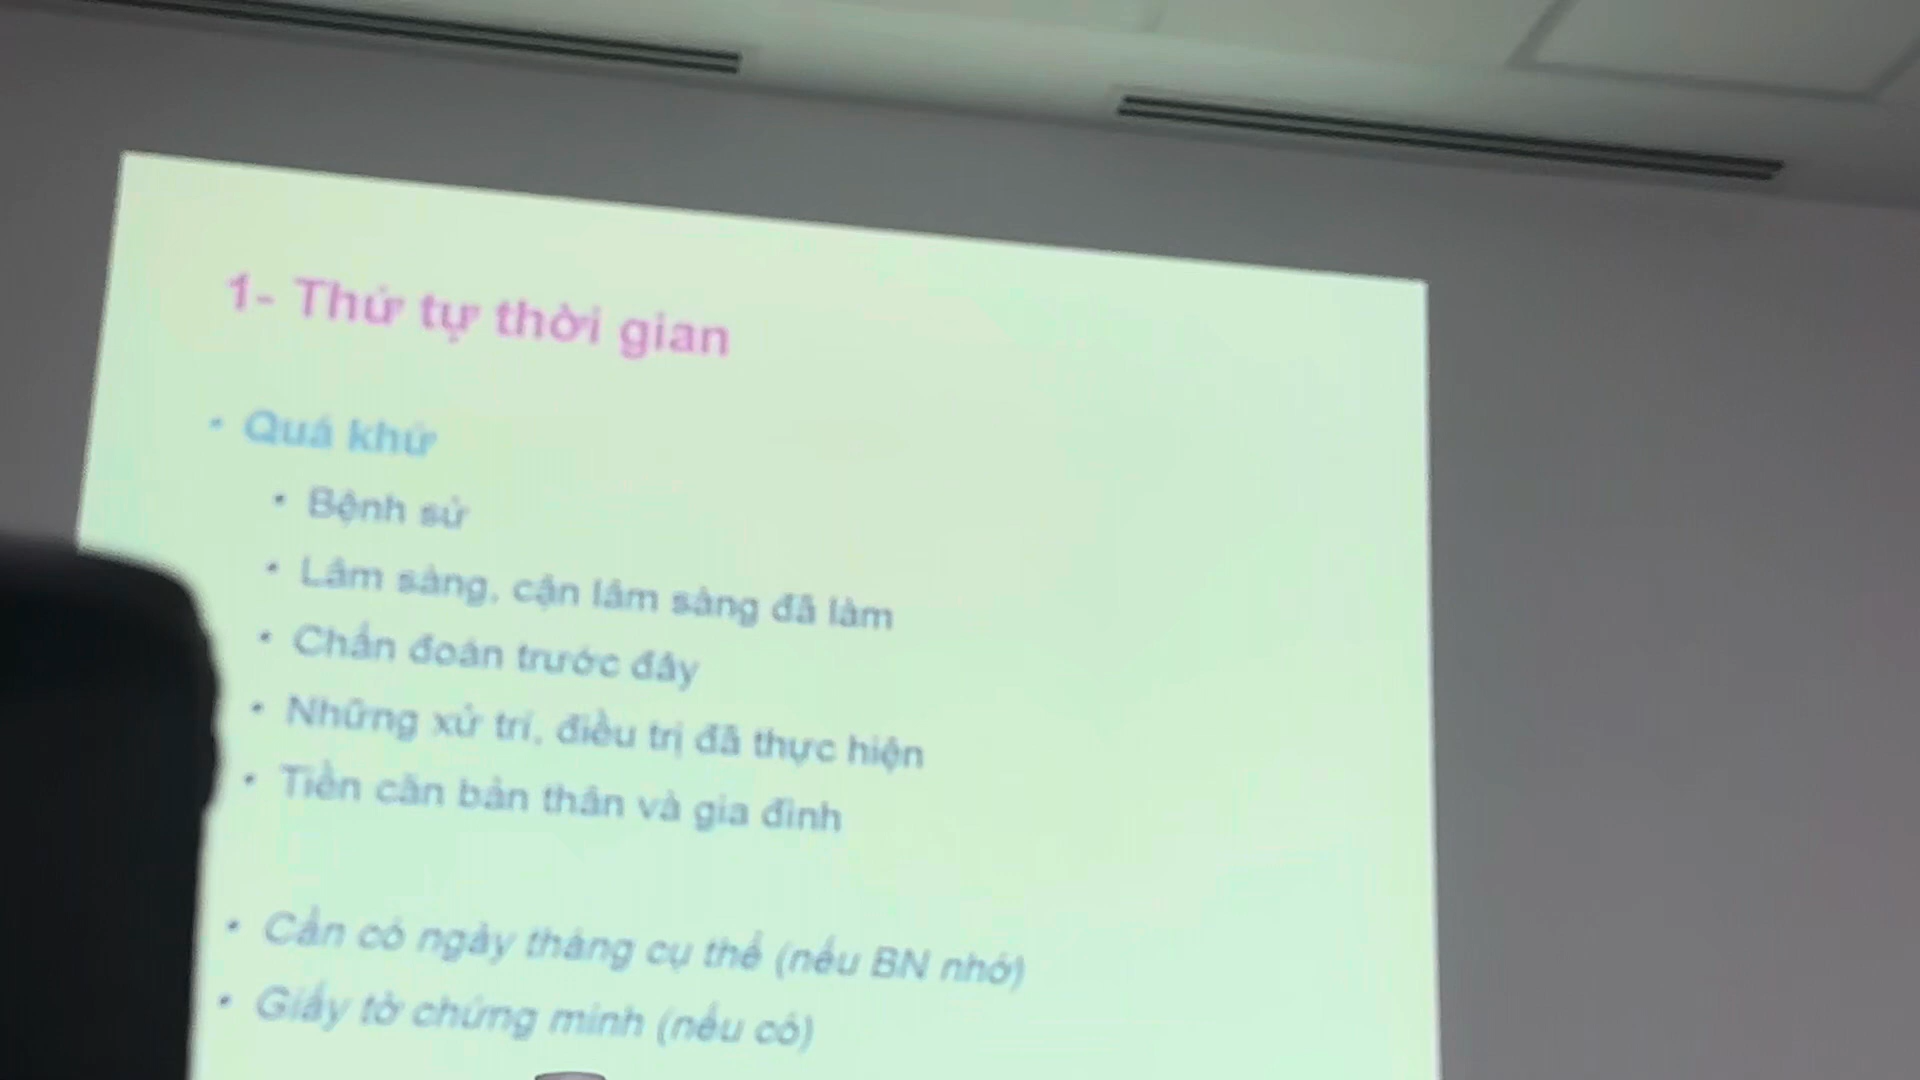 1- Thứ tự thời gian
• Quá khứ
• Bệnh sử
• Lâm sàng, cận lâm sàng đã làm
• Chẩn đoán trước đây
• Những xử trí, điều trị đã thực hiện
• Tiền căn bản thân và gia đình
• Cần có ngày tháng cụ thể (nếu BN nhớ)
• Giấy tờ chứng minh (nếu có)